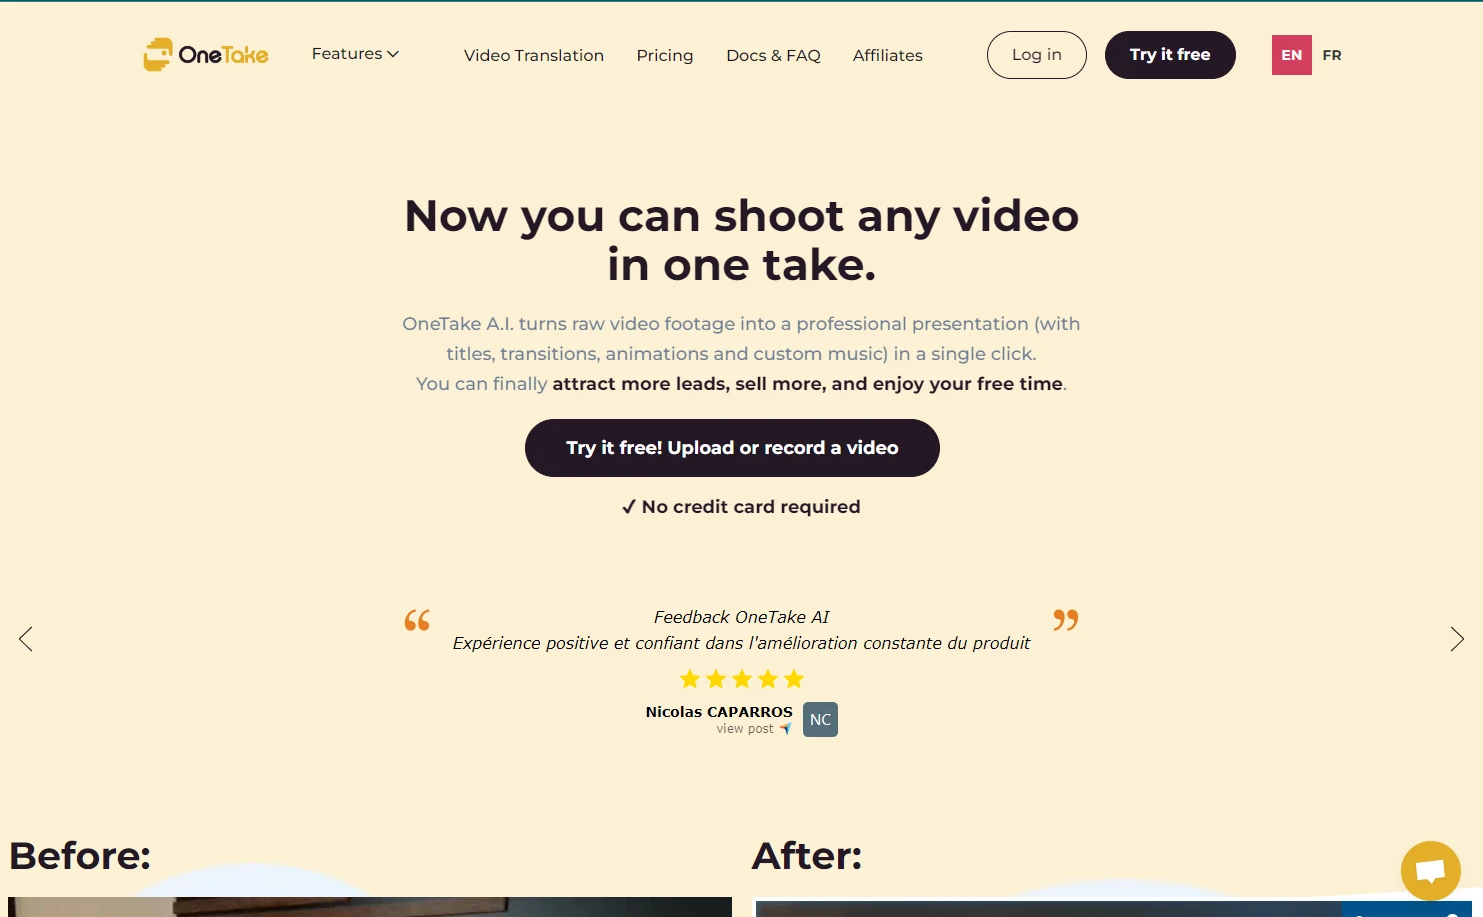 OneTake
Features
Video Translation
Pricing
Docs & FAQ
Affiliates
Log in
Try it free
EN
FR
Now you can shoot any video
in one take.
OneTake A.I. turns raw video footage into a professional presentation (with
titles, transitions, animations and custom music) in a single click.
You can finally attract more leads, sell more, and enjoy your free time.
Try it free! Upload or record a video
✓ No credit card required
“ Feedback OneTake AI ”
Expérience positive et confiant dans l'amélioration constante du produit
Nicolas CAPARROS
view post
NC
Before:
After: